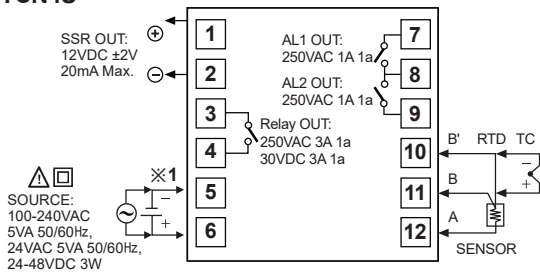 SSR OUT:
12VDC ±2V
20mA Max.
1
2
3
4
5
6
Relay OUT:
250VAC 3A 1a
30VDC 3A 1a
AL1 OUT:
250VAC 1A 1a
AL2 OUT:
250VAC 1A 1a
7
8
9
10
11
12
※1
SOURCE:
100-240VAC
5VA 50/60Hz,
24VAC 5VA 50/60Hz,
24-48VDC 3W
B' RTD TC
B
A
SENSOR